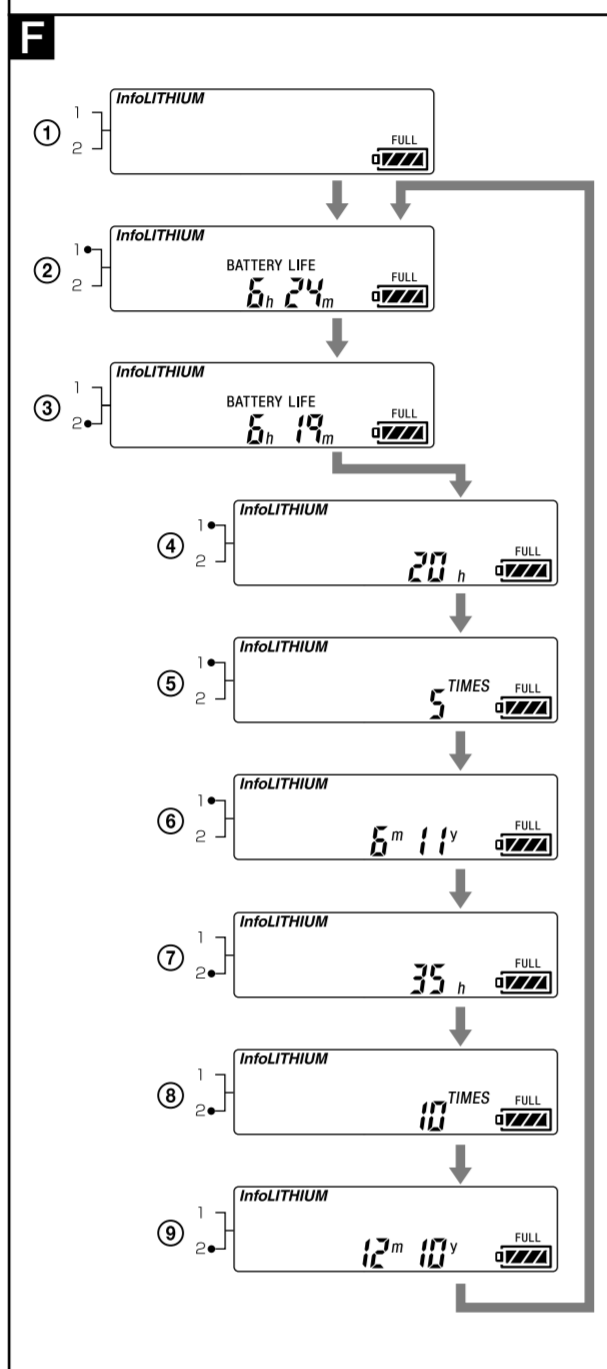 F
① 1 2 InfoLITHIUM
FULL
② 1 2 InfoLITHIUM
BATTERY LIFE
6h 24m FULL
③ 1 2 InfoLITHIUM
BATTERY LIFE
6h 19m FULL
④ 1 2 InfoLITHIUM
20 h FULL
⑤ 1 2 InfoLITHIUM
5 TIMES FULL
⑥ 1 2 InfoLITHIUM
6m 11y FULL
⑦ 1 2 InfoLITHIUM
35 h FULL
⑧ 1 2 InfoLITHIUM
10 TIMES FULL
⑨ 1 2 InfoLITHIUM
12m 10y FULL